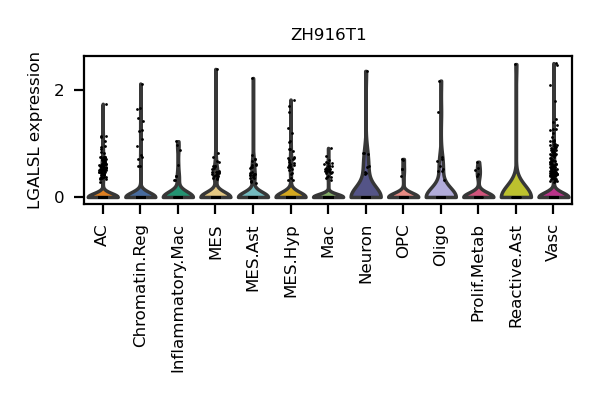 ZH916T1
LGALSL expression
2
0
AC
Chromatin.Reg
Inflammatory.Mac
MES
MES.Ast
MES.Hyp
Mac
Neuron
OPC
Oligo
Prolif.Metab
Reactive.Ast
Vasc